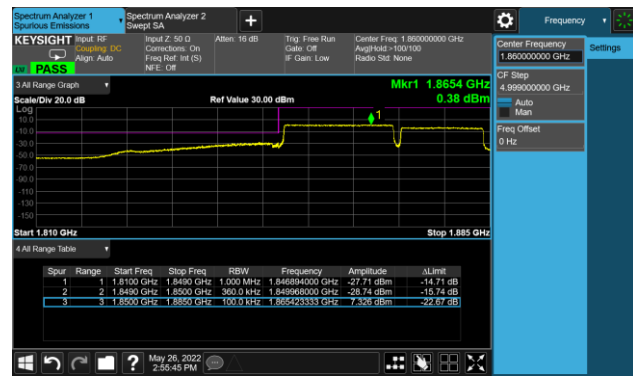 Spectrum Analyzer 1
Spurious Emissions
Spectrum Analyzer 2
Swept SA
Frequency
KEYSIGHT
Input: RF
Coupling: DC
Align: Auto
Input Z: 50 Ω
Corrections: On
Freq Ref: Int (S)
NFE: Off
Atten: 16 dB
Trig: Free Run
Gate: Off
IF Gain: Low
Center Freq: 1.860000000 GHz
Avg|Hold:>100/100
Radio Std: None
PASS
3 All Range Graph
Scale/Div 20.0 dB
Ref Value 30.00 dBm
Mkr1 1.8654 GHz
0.38 dBm
Log
10.0
-10.0
-30.0
-50.0
-70.0
-90.0
-110
-130
-150
1
Start 1.810 GHz
Stop 1.885 GHz
4 All Range Table
Spur Range Start Freq Stop Freq RBW Frequency Amplitude ΔLimit
1 1 1.8100 GHz 1.8490 GHz 1.000 MHz 1.846894000 GHz -27.71 dBm -14.71 dB
2 2 1.8490 GHz 1.8500 GHz 360.0 kHz 1.849968000 GHz -28.74 dBm -15.74 dB
3 3 1.8500 GHz 1.8850 GHz 100.0 kHz 1.865423333 GHz 7.326 dBm -22.67 dB
Center Frequency
1.860000000 GHz
Settings
CF Step
4.999000000 GHz
Auto
Man
Freq Offset
0 Hz
?
May 26, 2022
2:55:45 PM